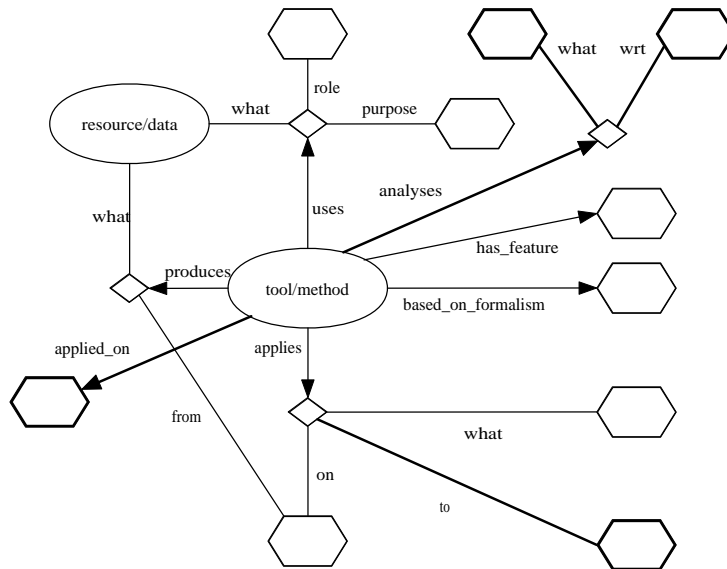 what
wrt
role
what
purpose
resource/data
analyses
what
uses
has_feature
produces
tool/method
based_on_formalism
applied_on
applies
from
what
on
to